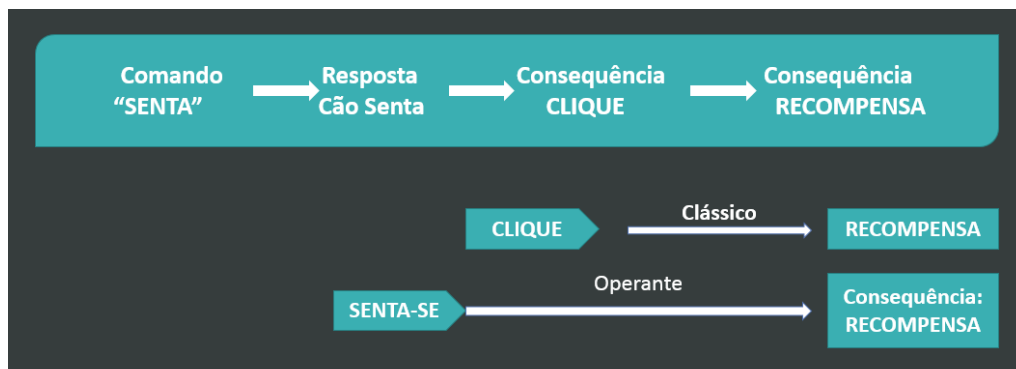 Comando
“SENTA”
Resposta
Cão Senta
Consequência
CLIQUE
Consequência
RECOMPENSA
CLIQUE
Clássico
RECOMPENSA
SENTA-SE
Operante
Consequência:
RECOMPENSA